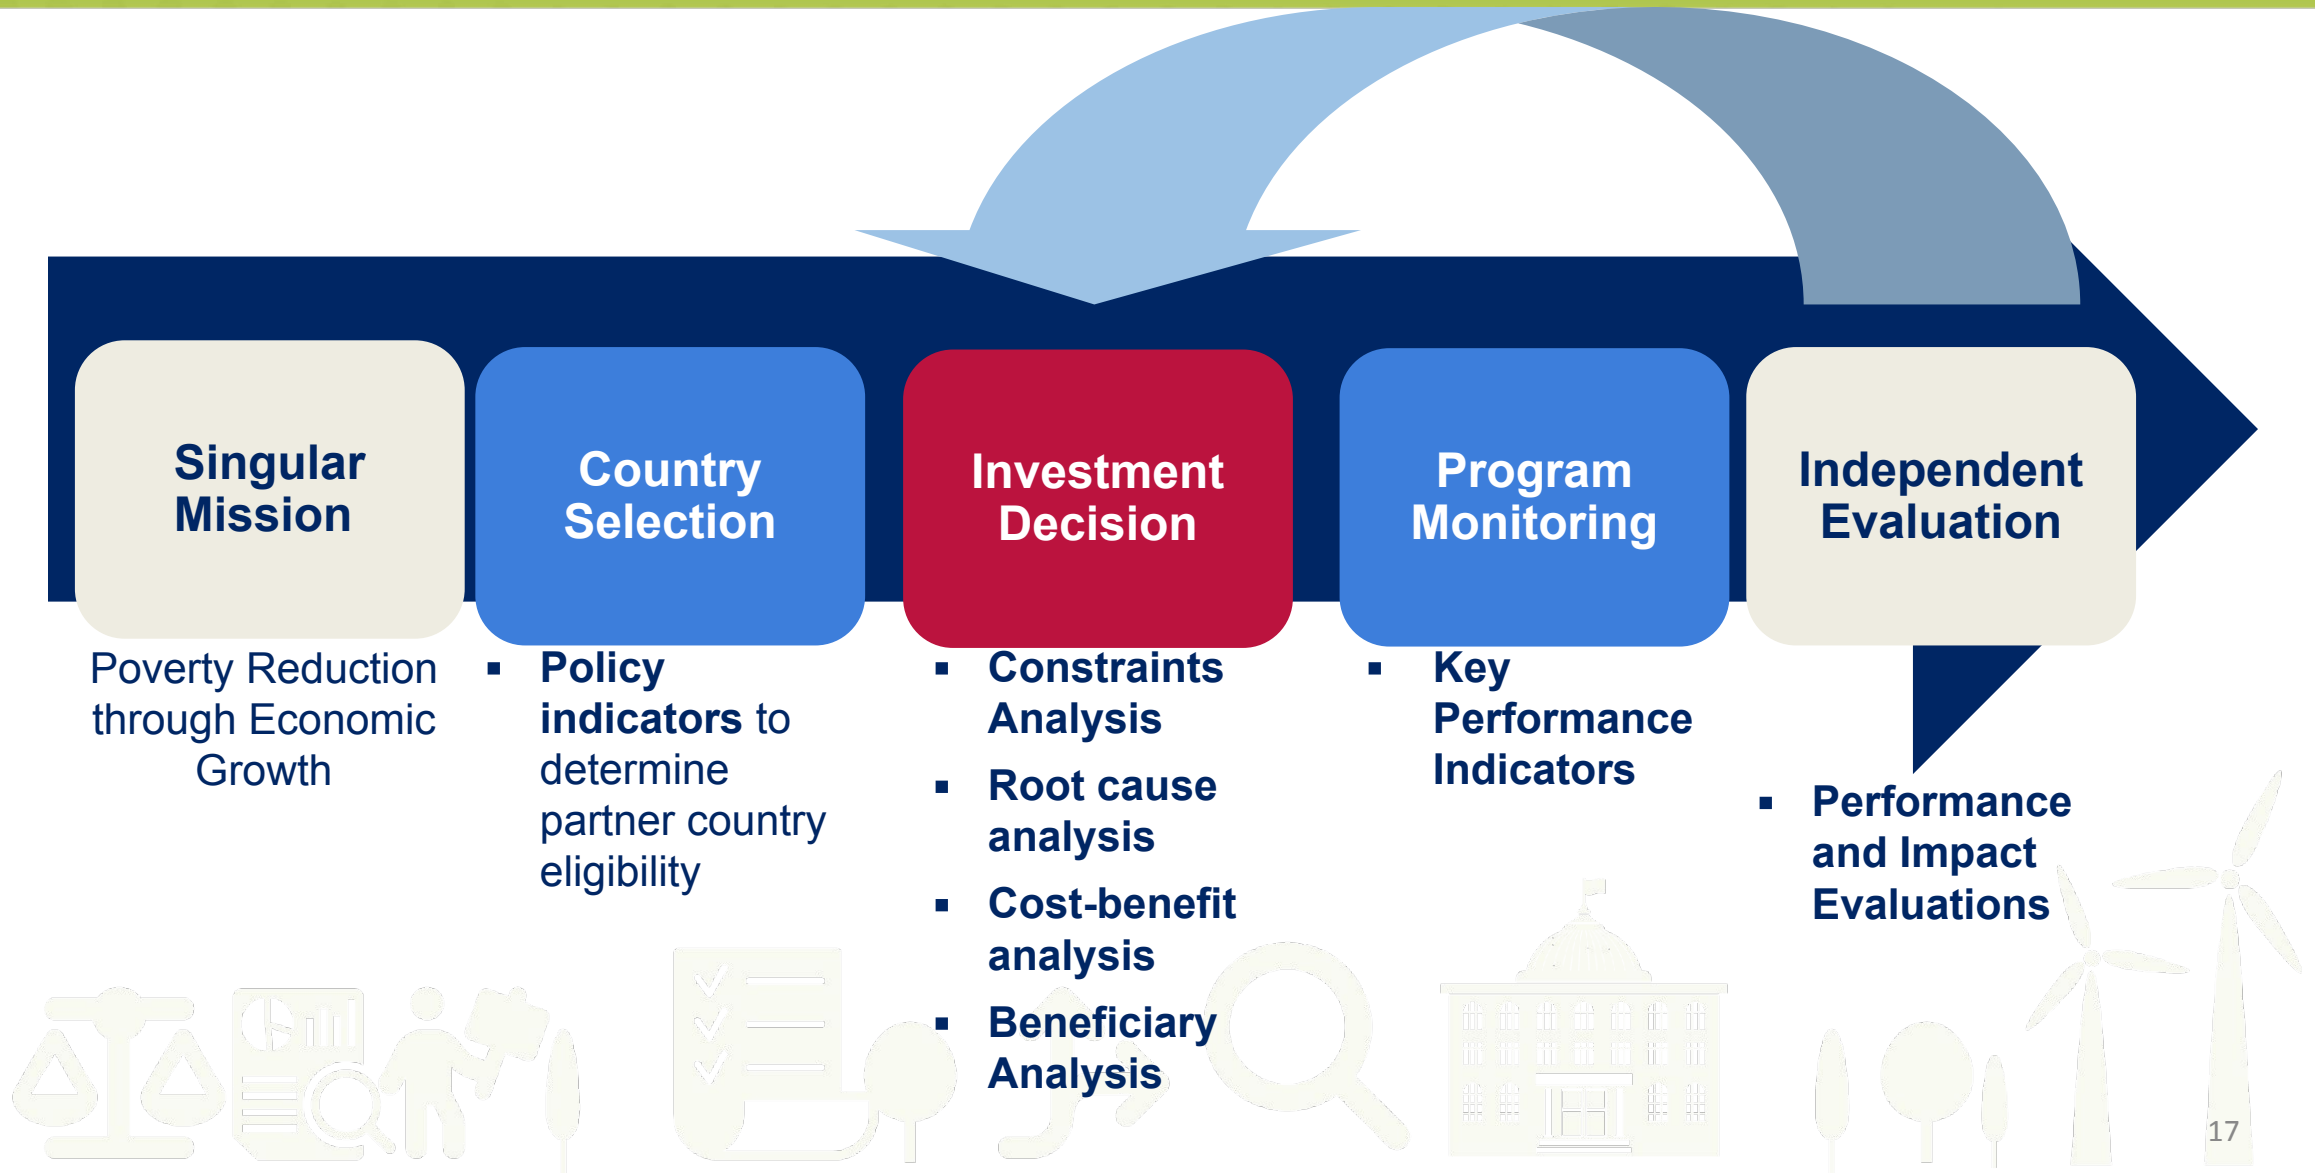 Singular
Mission
Country
Selection
Investment
Decision
Program
Monitoring
Independent
Evaluation
Poverty Reduction
through Economic
Growth
▪ Policy
indicators to
determine
partner country
eligibility
▪ Constraints
Analysis
▪ Root cause
analysis
▪ Cost-benefit
analysis
▪ Beneficiary
Analysis
▪ Key
Performance
Indicators
▪ Performance
and Impact
Evaluations
17